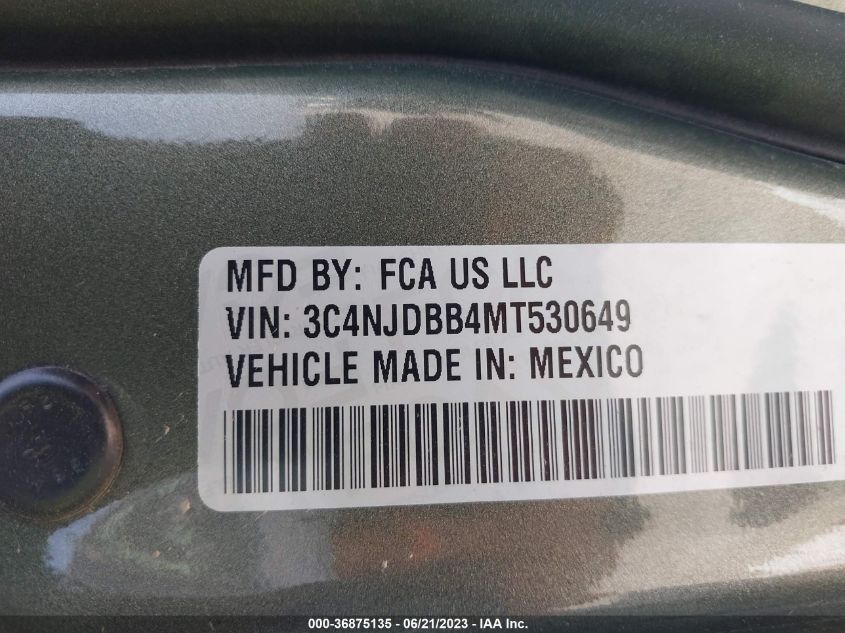 MFD BY: FCA US LLC
VIN: 3C4NJDBB4MT530649
VEHICLE MADE IN: MEXICO
000-36875135 - 06/21/2023 - IAA Inc.